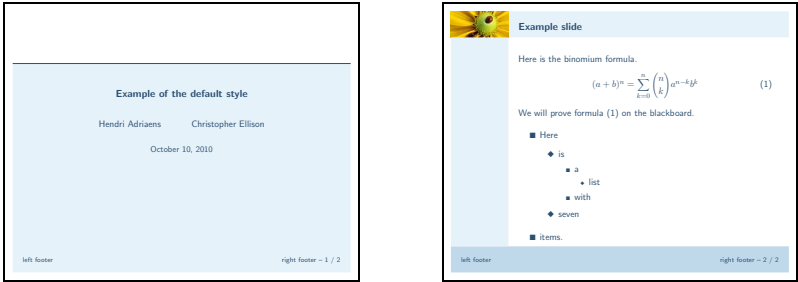 Example of the default style
Hendri Adriaens Christopher Ellison
October 10, 2010
left footer right footer – 1 / 2
Example slide
Here is the binomium formula.
(a + b)^n = \sum_{k=0}^{n} \binom{n}{k} a^{n−k} b^k (1)
We will prove formula (1) on the blackboard.
■ Here
◆ is
■ a
◆ list
■ with
◆ seven
■ items.
left footer right footer – 2 / 2